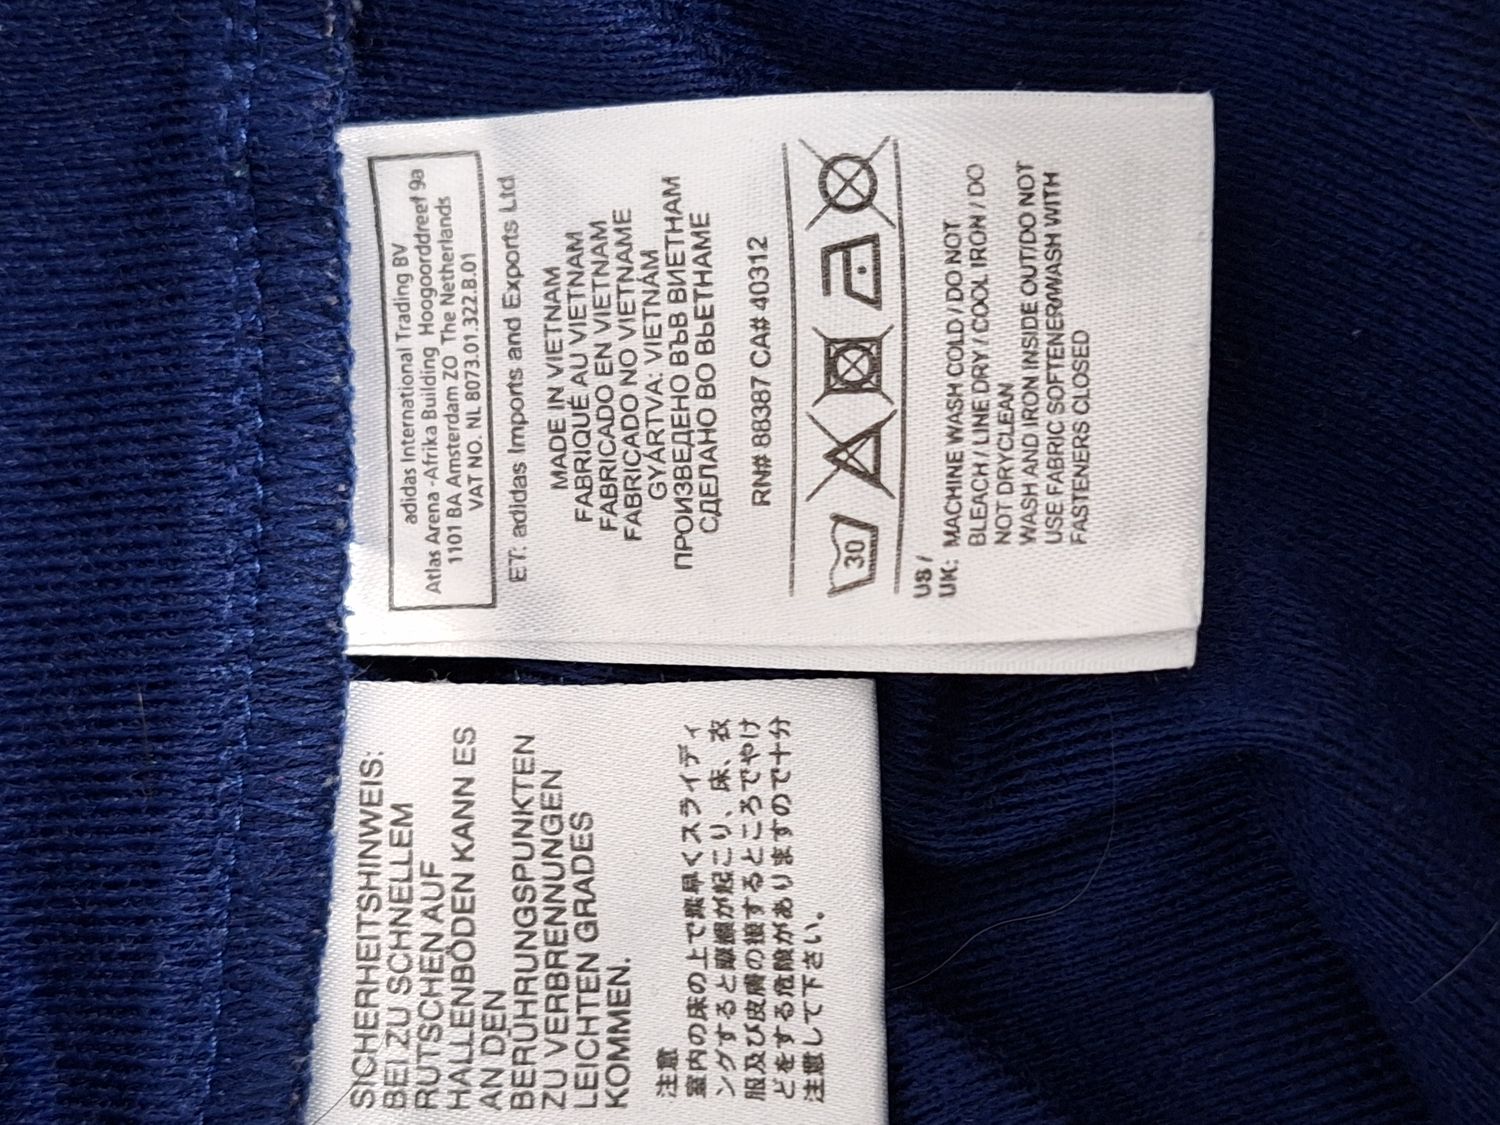 adidas International Trading BV
Atlas Arena -Afrika Building Hoogoorddreef 9a
1101 BA Amsterdam ZO The Netherlands
VAT NO. NL 8073.01.322.B.01
ET: adidas Imports and Exports Ltd
MADE IN VIETNAM
FABRIQUÉ AU VIETNAM
FABRICADO EN VIETNAM
FABRICADO NO VIETNAME
GYÁRTVA: VIETNÁM
ПРОИЗВЕДЕНО ВЪВ ВИЕТНАМ
СДЕЛАНО ВО ВЬЕТНАМЕ
RN# 88387 CA# 40312
30
US /
UK: MACHINE WASH COLD / DO NOT
BLEACH / LINE DRY / COOL IRON / DO
NOT DRYCLEAN
WASH AND IRON INSIDE OUT/DO NOT
USE FABRIC SOFTENER/WASH WITH
FASTENERS CLOSED
SICHERHEITSHINWEIS:
BEI ZU SCHNELLEM
RUTSCHEN AUF
HALLENBÖDEN KANN ES
AN DEN
BERÜHRUNGSPUNKTEN
ZU VERBRENNUNGEN
LEICHTEN GRADES
KOMMEN.
注意
室内の床の上で素早くスライディ
ングすると摩擦が起こり、床、衣
服及び皮膚の接するところでやけ
どをする危険がありますので十分
注意して下さい。